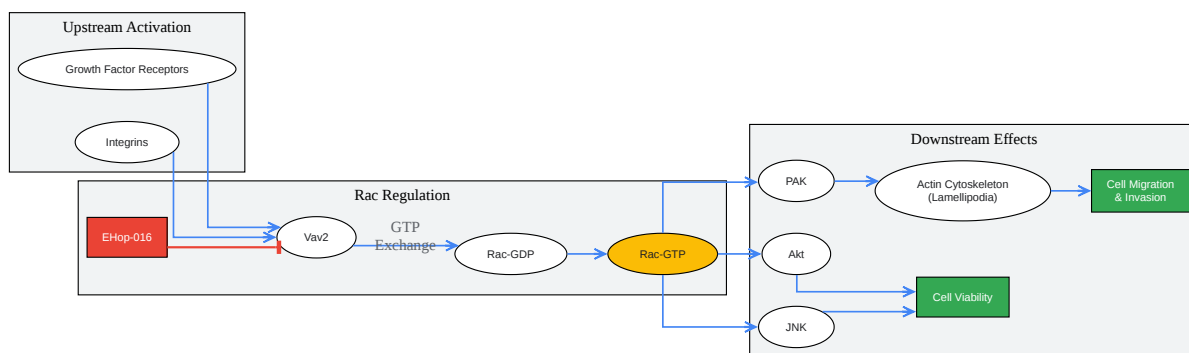 Upstream Activation
Growth Factor Receptors
Integrins
Rac Regulation
EHop-016
Vav2
GTP
Exchange
Rac-GDP
Rac-GTP
Downstream Effects
PAK
Actin Cytoskeleton
(Lamellipodia)
Cell Migration
& Invasion
Akt
Cell Viability
JNK